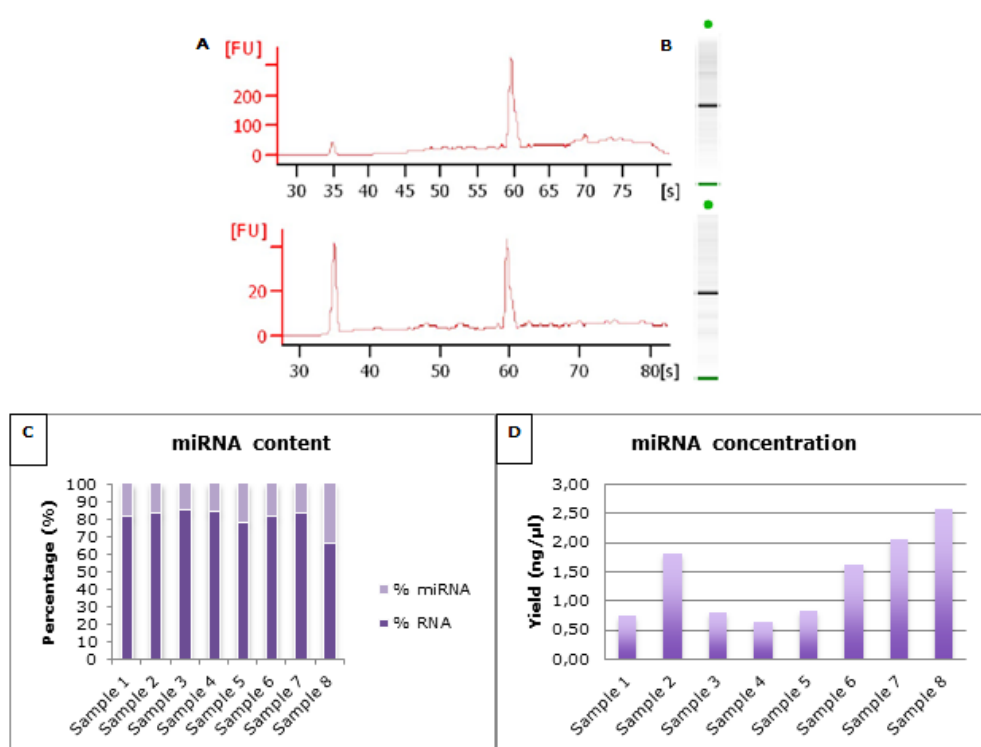 A
[FU]
200
100
0
30 35 40 45 50 55 60 65 70 75 [s]
B
[FU]
20
0
30 40 50 60 70 80[s]
C
miRNA content
Percentage (%)
100
90
80
70
60
50
40
30
20
10
0
Sample 1
Sample 2
Sample 3
Sample 4
Sample 5
Sample 6
Sample 7
Sample 8
% miRNA
% RNA
D
miRNA concentration
Yield (ng/µl)
3,00
2,50
2,00
1,50
1,00
0,50
0,00
Sample 1
Sample 2
Sample 3
Sample 4
Sample 5
Sample 6
Sample 7
Sample 8